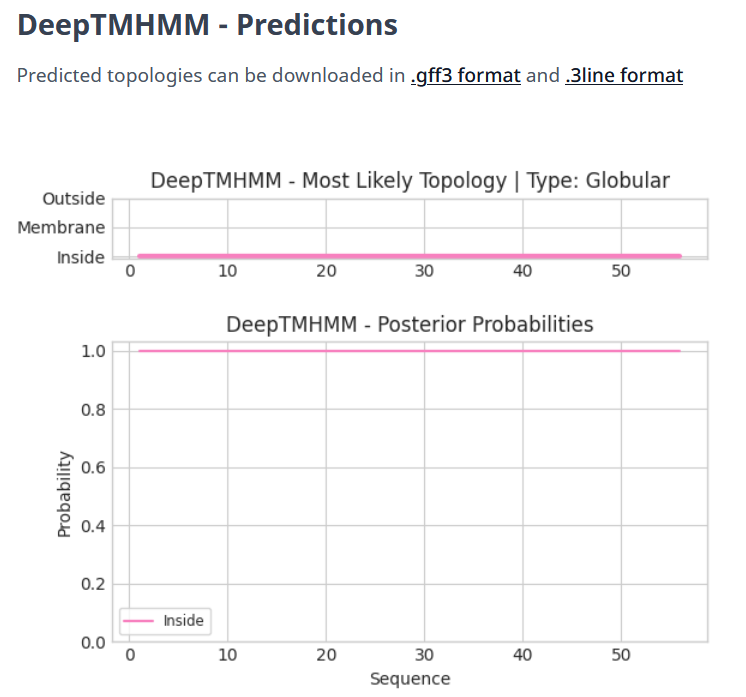 DeepTMHMM - Predictions
Predicted topologies can be downloaded in .gff3 format and .3line format
DeepTMHMM - Most Likely Topology | Type: Globular
Outside
Membrane
Inside
0 10 20 30 40 50
DeepTMHMM - Posterior Probabilities
1.0
0.8
0.6
0.4
0.2
0.0
Probability
Inside
0 10 20 30 40 50
Sequence